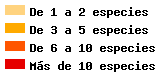 De 1 a 2 especies
De 3 a 5 especies
De 6 a 10 especies
Más de 10 especies